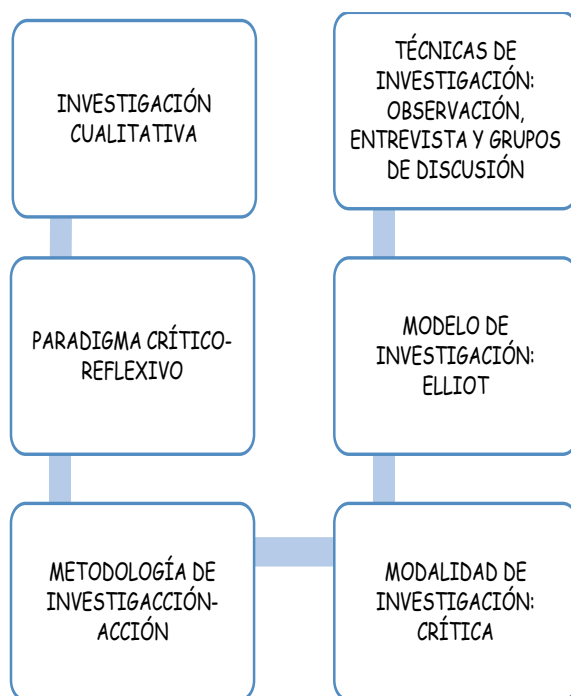 INVESTIGACIÓN
CUALITATIVA
PARADIGMA CRÍTICO-
REFLEXIVO
METODOLOGÍA DE
INVESTIGACCIÓN-
ACCIÓN
MODALIDAD DE
INVESTIGACIÓN:
CRÍTICA
MODELO DE
INVESTIGACIÓN:
ELLIOT
TÉCNICAS DE
INVESTIGACIÓN:
OBSERVACIÓN,
ENTREVISTA Y GRUPOS
DE DISCUSIÓN